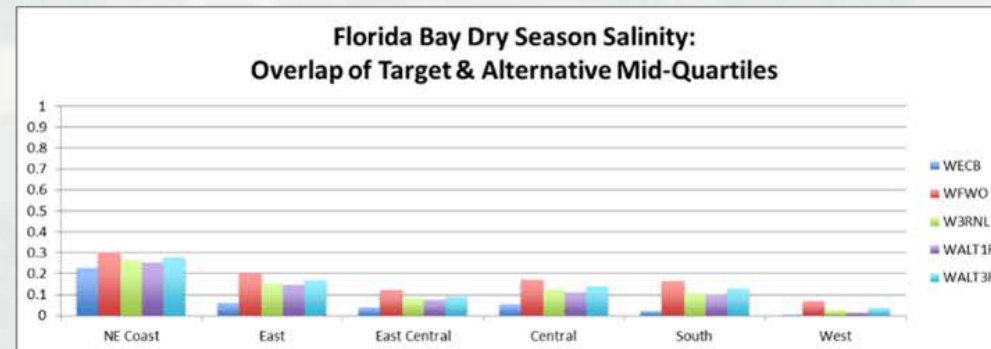 Florida Bay Dry Season Salinity:
Overlap of Target & Alternative Mid-Quartiles
1
0.9
0.8
0.7
0.6
0.5
0.4
0.3
0.2
0.1
0
NE Coast East East Central Central South West
WECB
WFWO
W3RNL
WALT1R
WALT3R